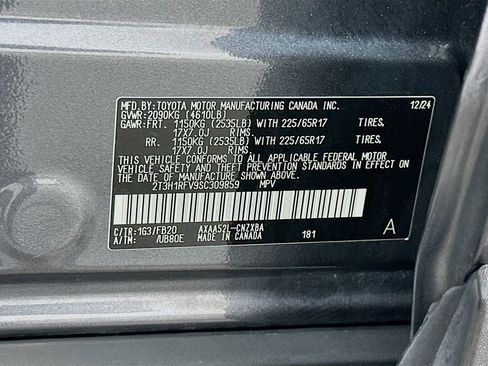 MFD.BY:TOYOTA MOTOR MANUFACTURING CANADA INC. 12/24
GVWR:2090KG (4610LB)
GAWR:FRT. 1150KG (2535LB) WITH 225/65R17 TIRES,
17X7.0J RIMS.
RR. 1150KG (2535LB) WITH 225/65R17 TIRES,
17X7.0J RIMS.
THIS VEHICLE CONFORMS TO ALL APPLICABLE FEDERAL MOTOR
VEHICLE SAFETY, BUMPER, AND THEFT PREVENTION STANDARDS IN EFFECT
ON THE DATE OF MANUFACTURE SHOWN ABOVE.
2T3H1RFV9SC309859 MPV
C/TR:1G3/FB20 AXAA52L-CNZXBA
A/TM: /UB80E MADE IN CANADA 181 A